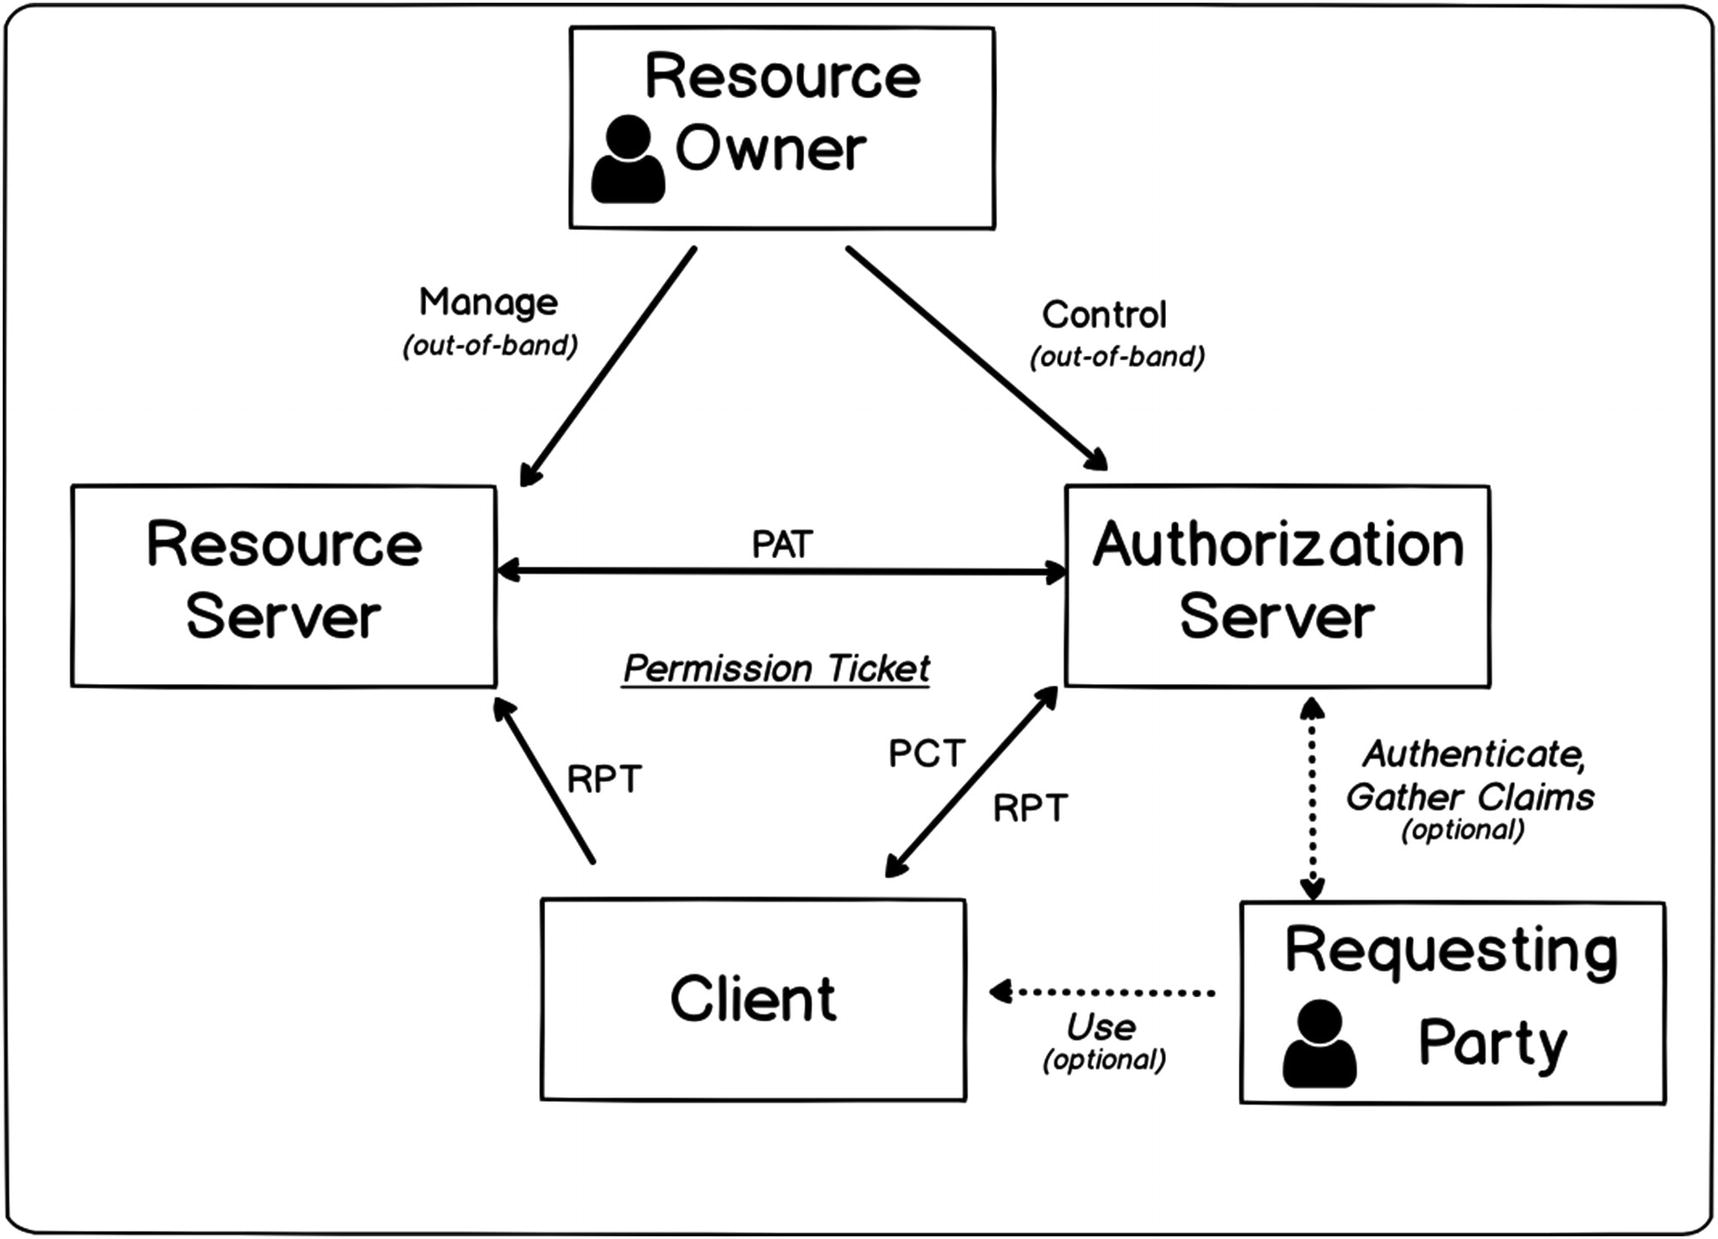 Resource
Owner
Manage
(out-of-band)
Control
(out-of-band)
Resource
Server
PAT
Authorization
Server
Permission Ticket
RPT
PCT
RPT
Authenticate,
Gather Claims
(optional)
Client
Use
(optional)
Requesting
Party